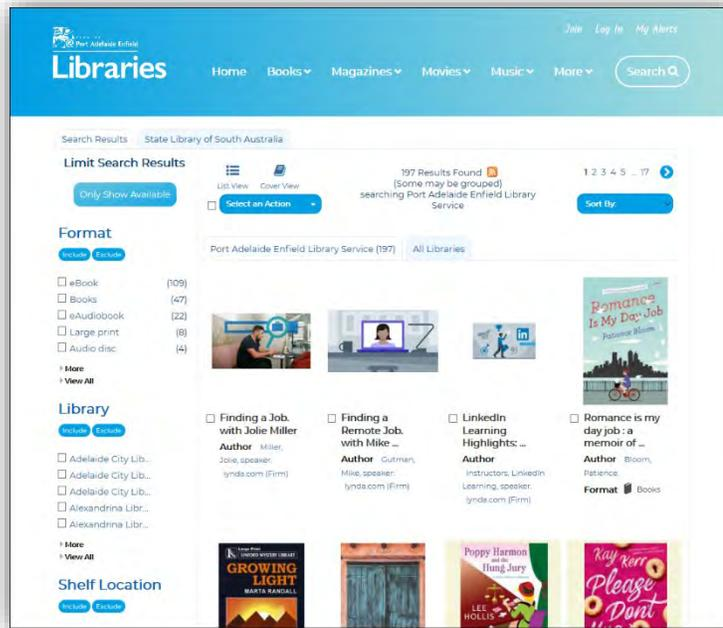 CITY OF
Port Adelaide Enfield
Libraries
Join Log In My Alerts
Home Books Magazines Movies Music More Search
Search Results State Library of South Australia
Limit Search Results
Only Show Available
Format
Include Exclude
eBook (109)
Books (47)
eAudiobook (22)
Large print (8)
Audio disc (4)
More
View All
Library
Include Exclude
Adelaide City Lib...
Adelaide City Lib...
Adelaide City Lib...
Alexandrina Libr...
Alexandrina Libr...
More
View All
Shelf Location
Include Exclude
List View Cover View
Select an Action
197 Results Found
(Some may be grouped)
searching Port Adelaide Enfield Library
Service
1 2 3 4 5 ... 17
Sort By:
Port Adelaide Enfield Library Service (197) All Libraries
in
Romance
Is My Day Job
Patience Bloom
Finding a Job.
with Jolie Miller
Author Miller,
Jolie, speaker.
lynda.com (Firm)
Finding a
Remote Job.
with Mike ...
Author Gutman,
Mike, speaker.
lynda.com (Firm)
LinkedIn
Learning
Highlights: ...
Author
Instructors, LinkedIn
Learning, speaker.
lynda.com (Firm)
Romance is my
day job : a
memoir of ...
Author Bloom,
Patience.
Format Books
Large Print
LINFORD MYSTERY LIBRARY
GROWING
LIGHT
MARTA RANDALL
Poppy Harmon
and the
Hung Jury
LEE
HOLLIS
Kay Kerr
Please
Don't